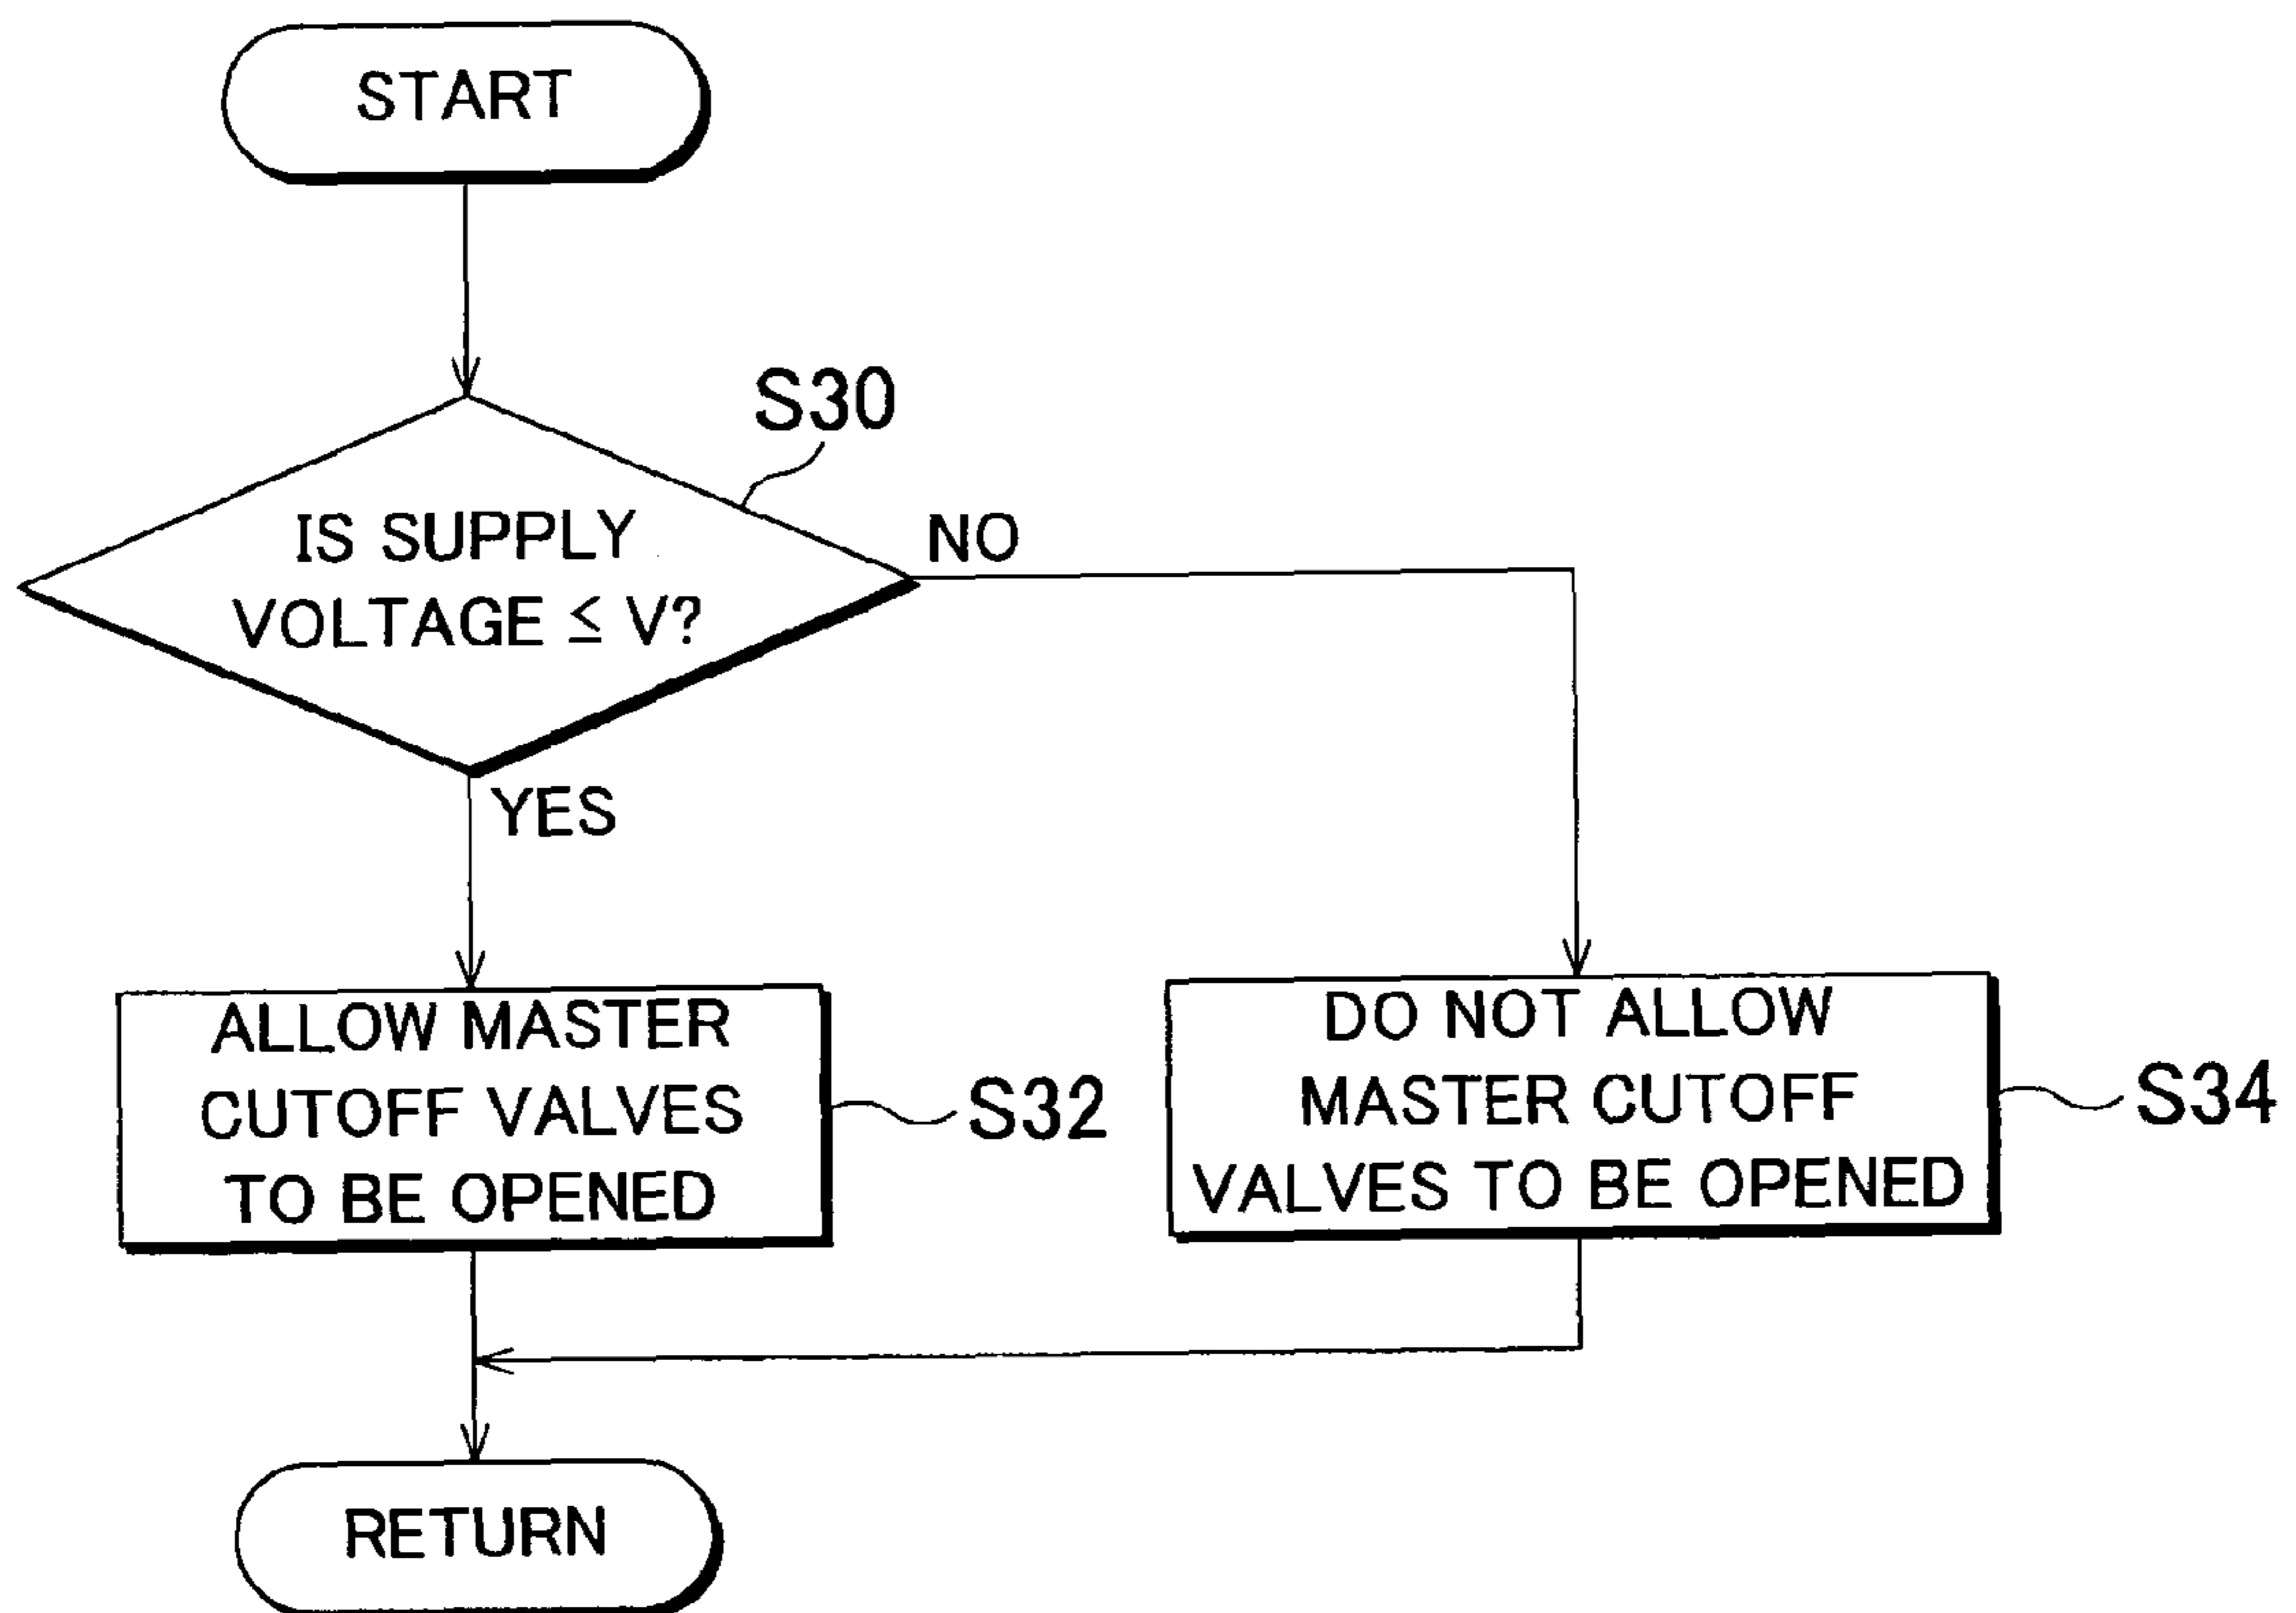 START
S30
IS SUPPLY
VOLTAGE ≤ V?
NO
YES
ALLOW MASTER
CUTOFF VALVES
TO BE OPENED
S32
DO NOT ALLOW
MASTER CUTOFF
VALVES TO BE OPENED
S34
RETURN